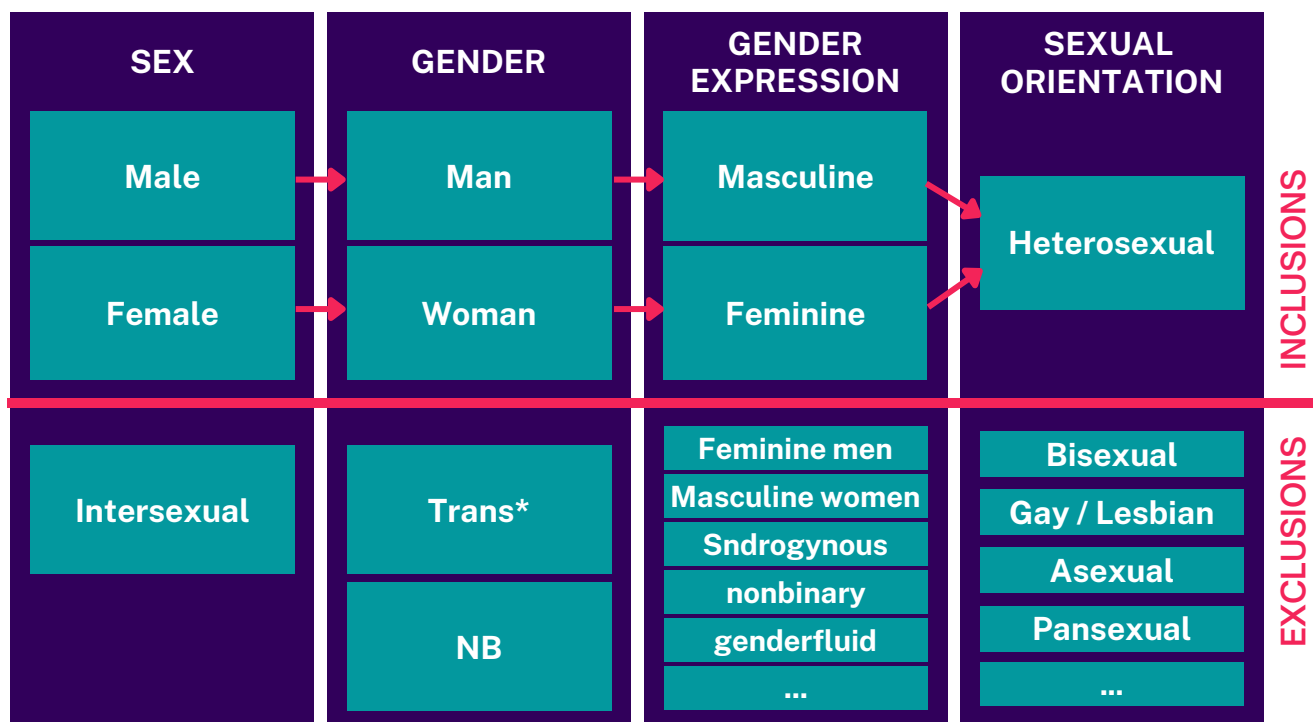 SEX
GENDER
GENDER
EXPRESSION
SEXUAL
ORIENTATION
Male
Man
Masculine
Heterosexual
Female
Woman
Feminine
INCLUSIONS
Intersexual
Trans*
NB
Feminine men
Masculine women
Sndrogynous
nonbinary
genderfluid
...
Bisexual
Gay / Lesbian
Asexual
Pansexual
...
EXCLUSIONS